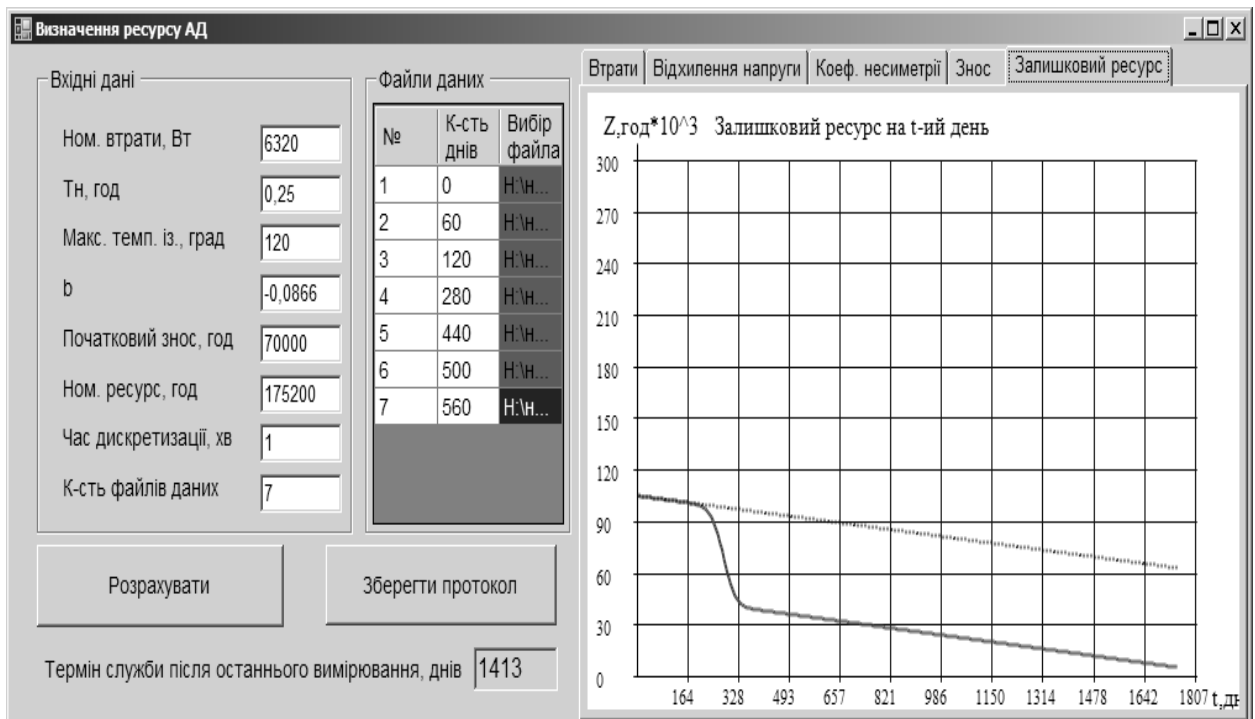 Визначення ресурсу АД
Вхідні дані
Ном. втрати, Вт 6320
Тн, год 0,25
Макс. темп. із., град 120
b -0,0866
Початковий знос, год 70000
Ном. ресурс, год 175200
Час дискретизації, хв 1
К-сть файлів даних 7
Файли даних
№ К-сть днів Вибір файла
1 0 H:\н...
2 60 H:\н...
3 120 H:\н...
4 280 H:\н...
5 440 H:\н...
6 500 H:\н...
7 560 H:\н...
Розрахувати
Зберегти протокол
Термін служби після останнього вимірювання, днів 1413
Втрати Відхилення напруги Коеф. несиметрії Знос Залишковий ресурс
Z,год*10^3 Залишковий ресурс на t-ий день
300
270
240
210
180
150
120
90
60
30
0
164 328 493 657 821 986 1150 1314 1478 1642 1807 t,дн